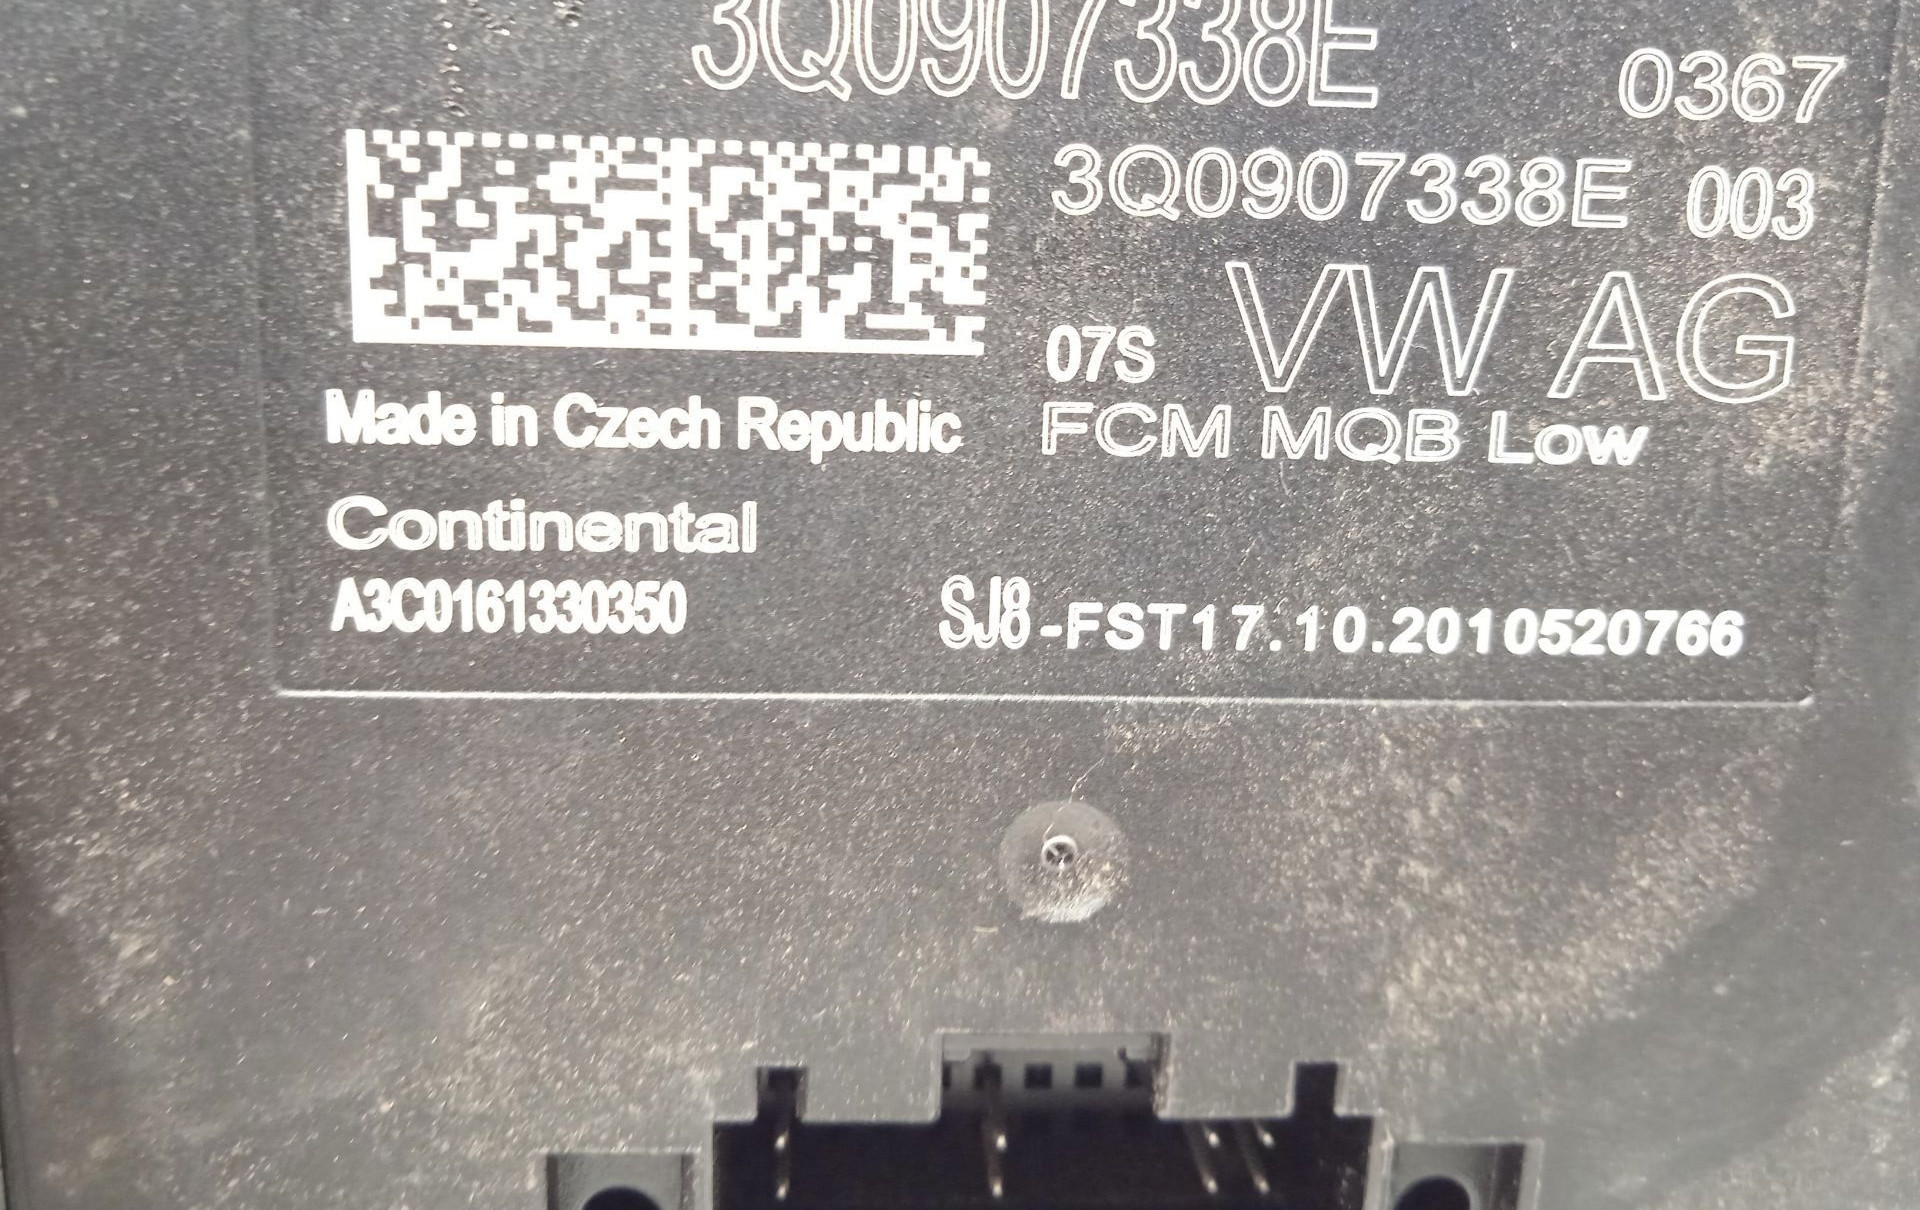 3Q0907338E
0367
3Q0907338E 003
07S VW AG
Made in Czech Republic
FCM MQB Low
Continental
A3C0161330350
SJ8-FST17.10.2010520766